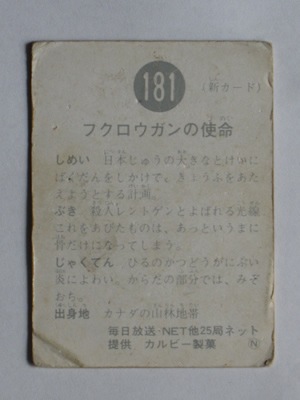 181
(新カード)
フクロウガンの使命
しめい 日本じゅうの大きなとけいに
ばくだんをしかけて。きょうふをあた
えようとする計画。
ぶき 殺人レントゲンとよばれる光線
これをあびたものは、あっというまに
骨だけになってしまう。
じゃくてん ひるのかつどうがにぶい
炎によわい。からだの部分では、みぞ
おち。
出身地 カナダの山林地帯
毎日放送・NET他25局ネット
提供 カルビー製菓 N